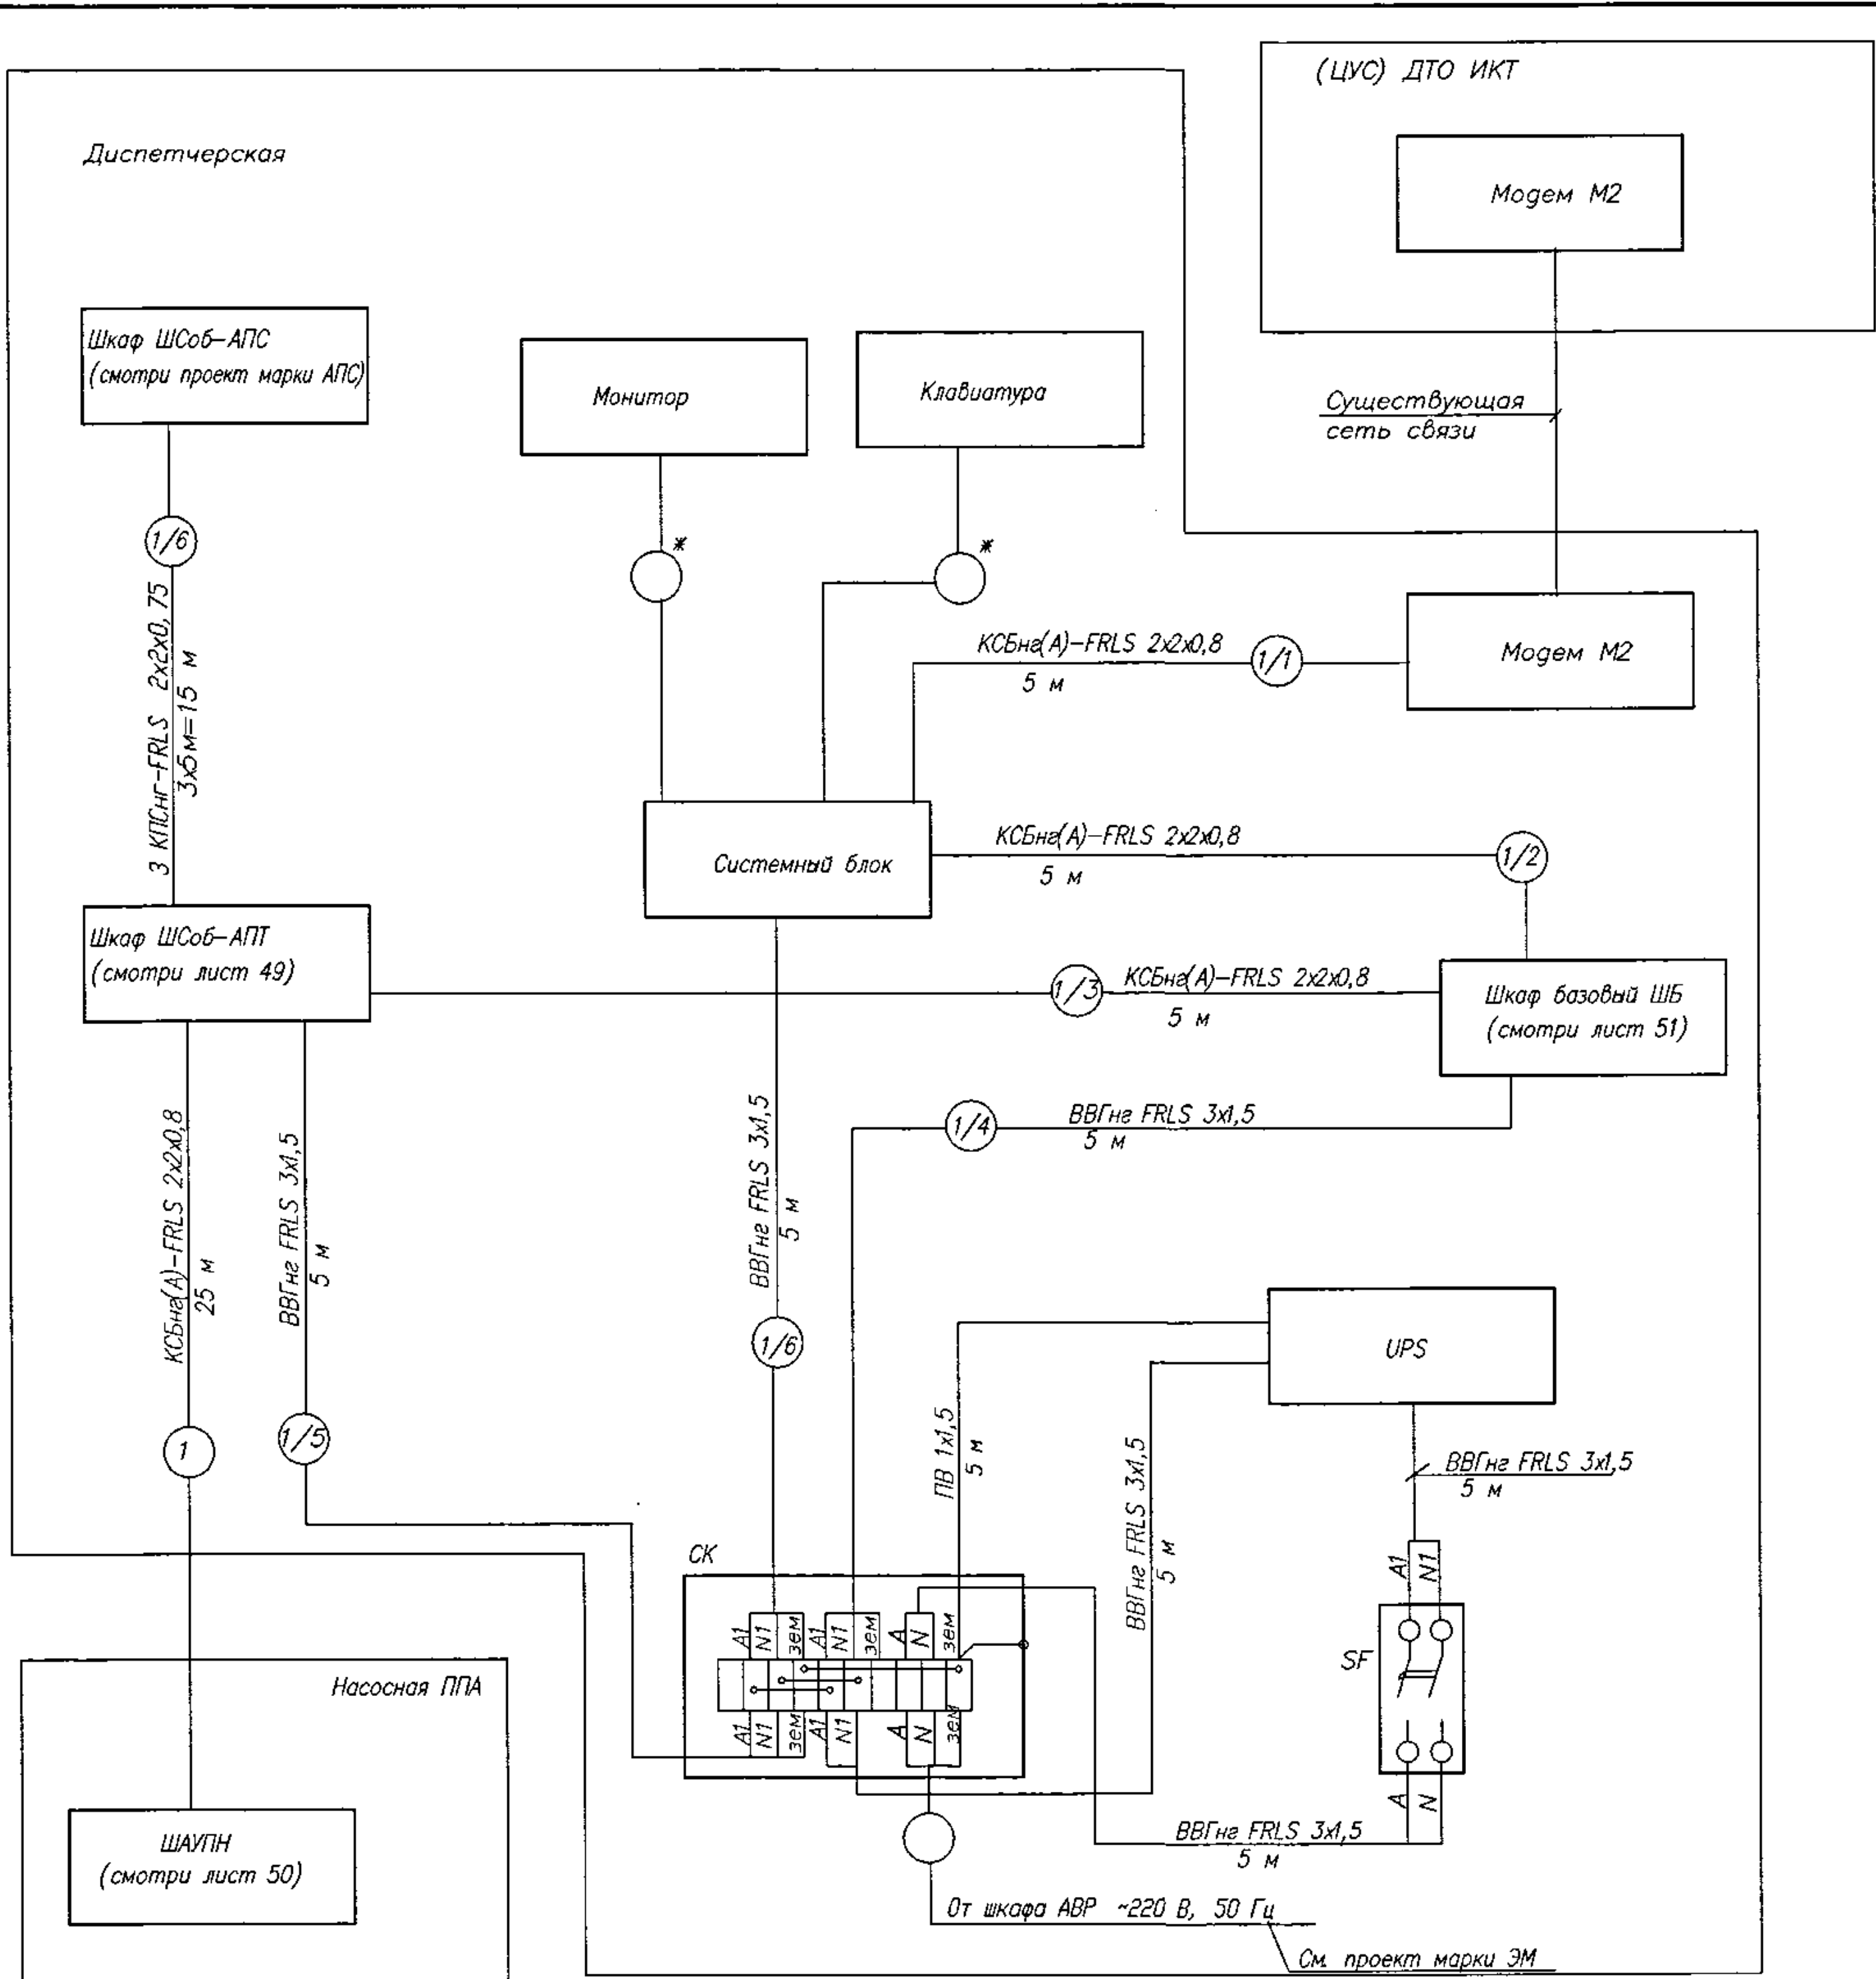 (ЦУС) ДТО ИКТ
Диспетчерская
Модем М2
Шкаф ШСоб-АПС
(смотри проект марки АПС)
Монитор
Клавиатура
Существующая
сеть связи
1/6
*
*
3 КПСнг-FRLS 2х2х0,75
3х5м=15 м
КСБнг(А)-FRLS 2х2х0,8
5 м
1/1
Модем М2
Системный блок
КСБнг(А)-FRLS 2х2х0,8
5 м
1/2
Шкаф ШСоб-АПТ
(смотри лист 49)
1/3
КСБнг(А)-FRLS 2х2х0,8
5 м
Шкаф базовый ШБ
(смотри лист 51)
1/4
ВВГнг FRLS 3х1,5
5 м
КСБнг(А)-FRLS 2х2х0,8
25 м
ВВГнг FRLS 3х1,5
5 м
ВВГнг FRLS 3х1,5
5 м
1/6
UPS
1
1/5
ПВ 1х1,5
5 м
ВВГнг FRLS 3х1,5
5 м
ВВГнг FRLS 3х1,5
5 м
СК
A1
N1
A1
N1
зем
A1
N1
зем
A
N
зем
SF
Насосная ППА
A1
N1
зем
A1
N1
A
N
зем
A
N
ШАУПН
(смотри лист 50)
ВВГнг FRLS 3х1,5
5 м
От шкафа АВР ~220 В, 50 Гц
См. проект марки ЭМ